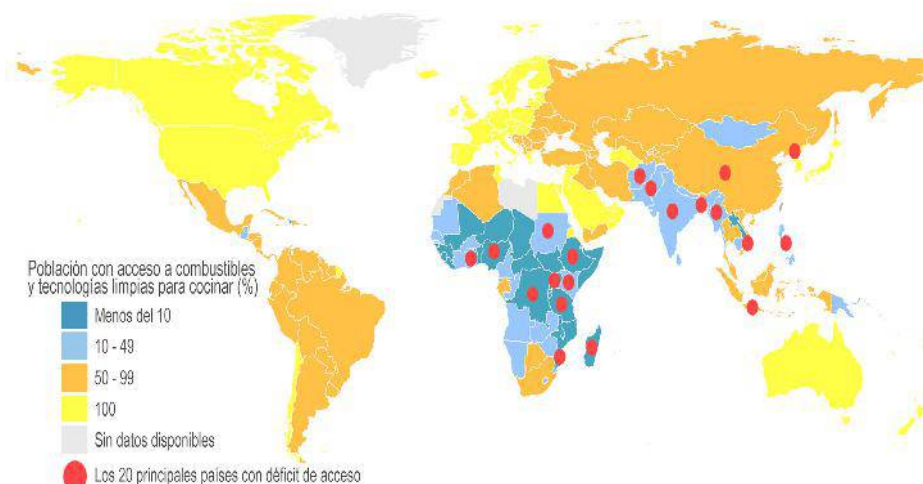 Población con acceso a combustibles
y tecnologías limpias para cocinar (%)
Menos del 10
10 - 49
50 - 99
100
Sin datos disponibles
Los 20 principales países con déficit de acceso